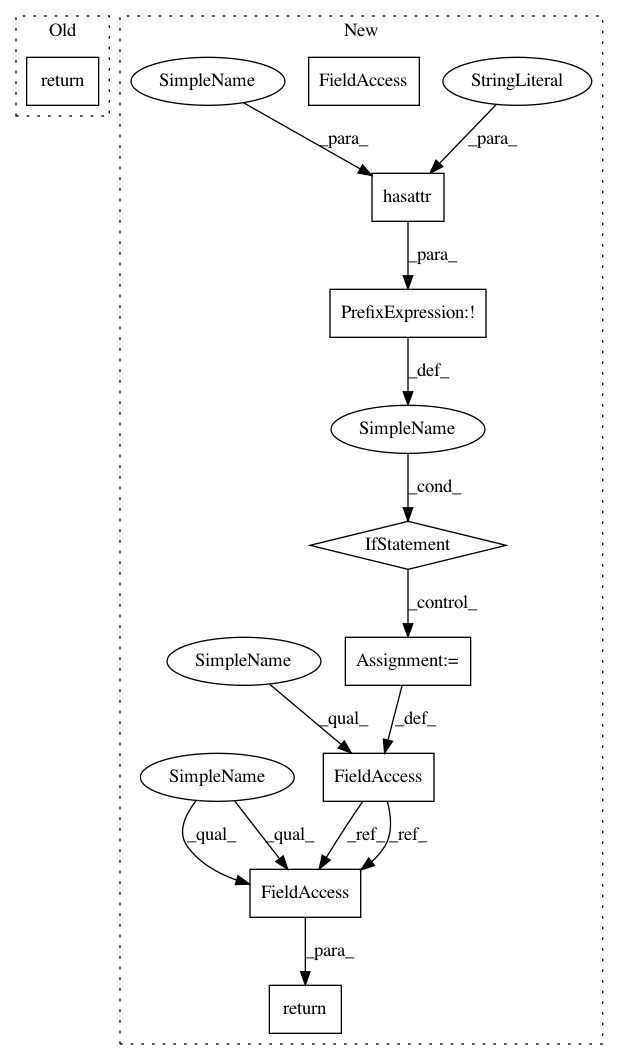 Old
New
return
SimpleName
FieldAccess
StringLiteral
_para_
_para_
hasattr
_para_
PrefixExpression:!
_def_
SimpleName
_cond_
IfStatement
_control_
SimpleName
Assignment:=
_qual_
_def_
SimpleName
FieldAccess
_qual_
_qual_
_ref_
_ref_
FieldAccess
_para_
return